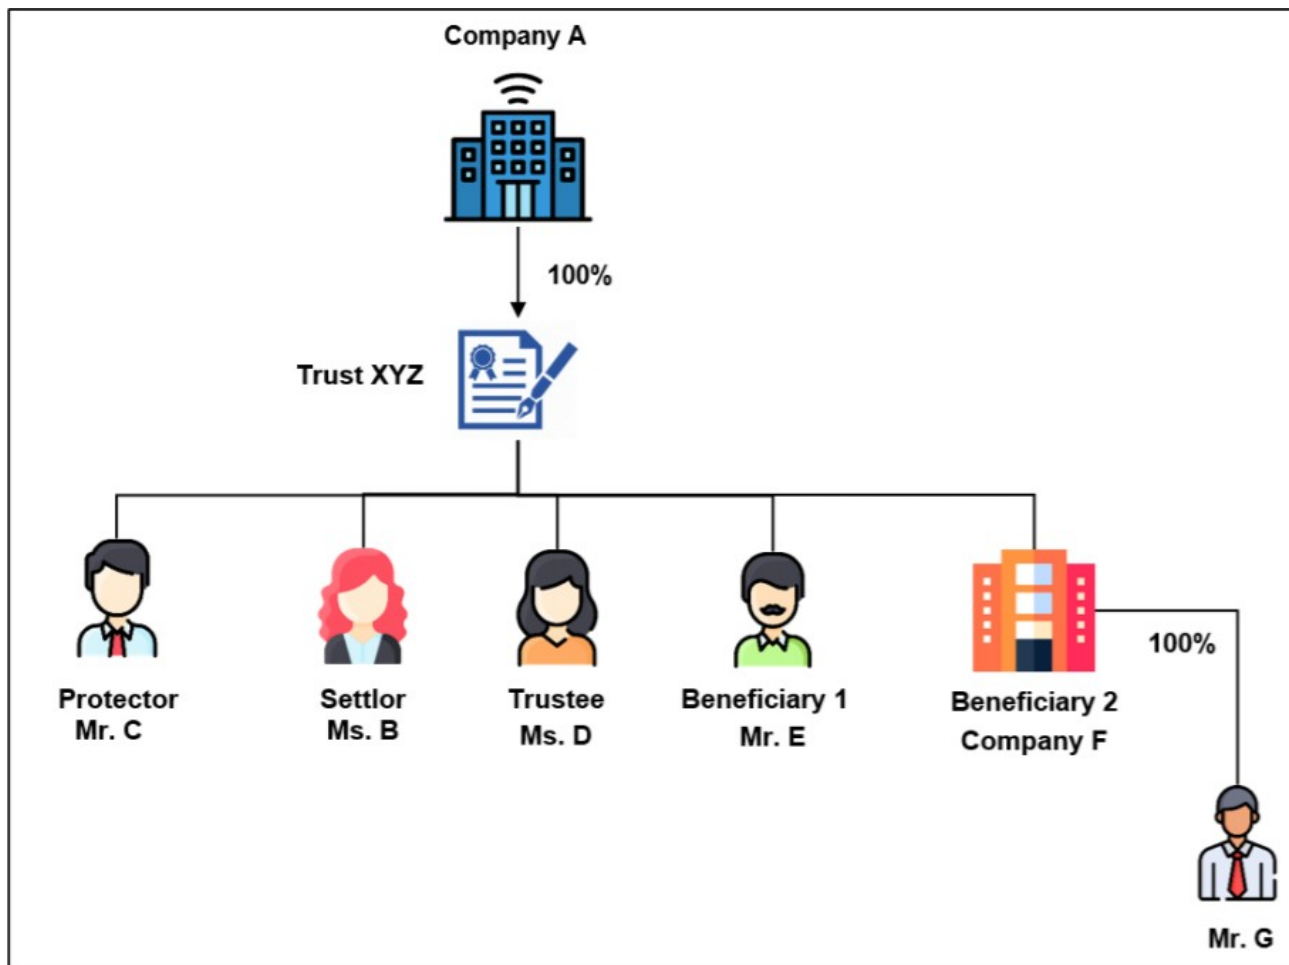 Company A
100%
Trust XYZ
Protector
Mr. C
Settlor
Ms. B
Trustee
Ms. D
Beneficiary 1
Mr. E
Beneficiary 2
Company F
100%
Mr. G